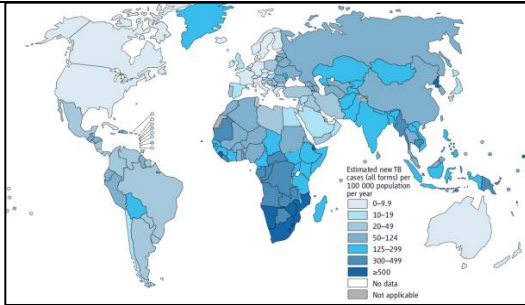 Estimated new TB
cases (all forms) per
100 000 population
per year
0–9.9
10–19
20–49
50–124
125–299
300–499
≥500
No data
Not applicable